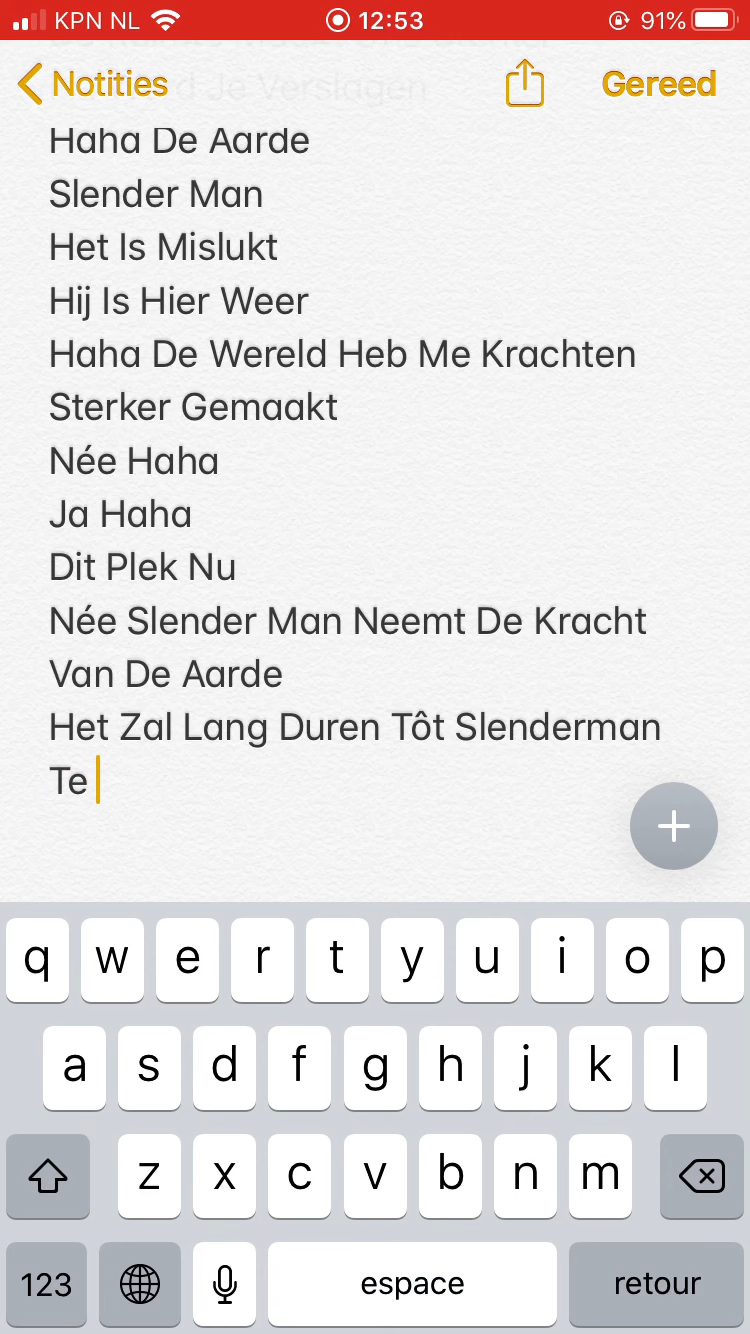 KPN NL 12:53 91%
d Je Verslagen
Notities Gereed
Haha De Aarde
Slender Man
Het Is Mislukt
Hij Is Hier Weer
Haha De Wereld Heb Me Krachten
Sterker Gemaakt
Née Haha
Ja Haha
Dit Plek Nu
Née Slender Man Neemt De Kracht
Van De Aarde
Het Zal Lang Duren Tôt Slenderman
Te
q w e r t y u i o p
a s d f g h j k l
z x c v b n m
123 espace retour